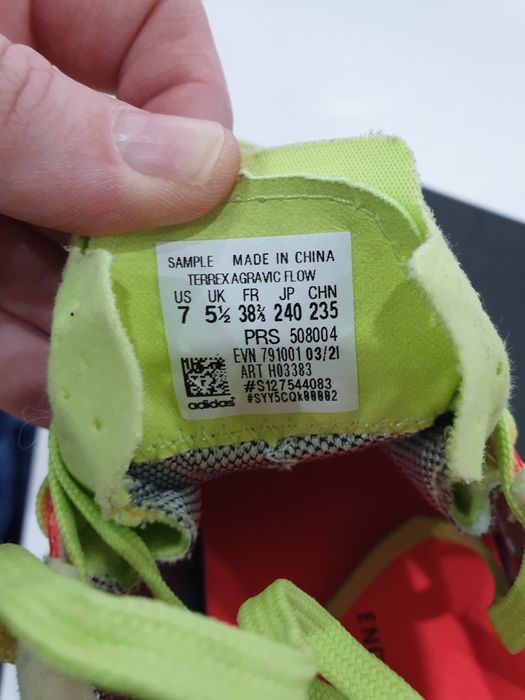 SAMPLE MADE IN CHINA
TERREX AGRAVIC FLOW
US UK FR JP CHN
7 5½ 38⅔ 240 235
PRS 508004
EVN 791001 03/21
ART H03383
#S127544083
adidas